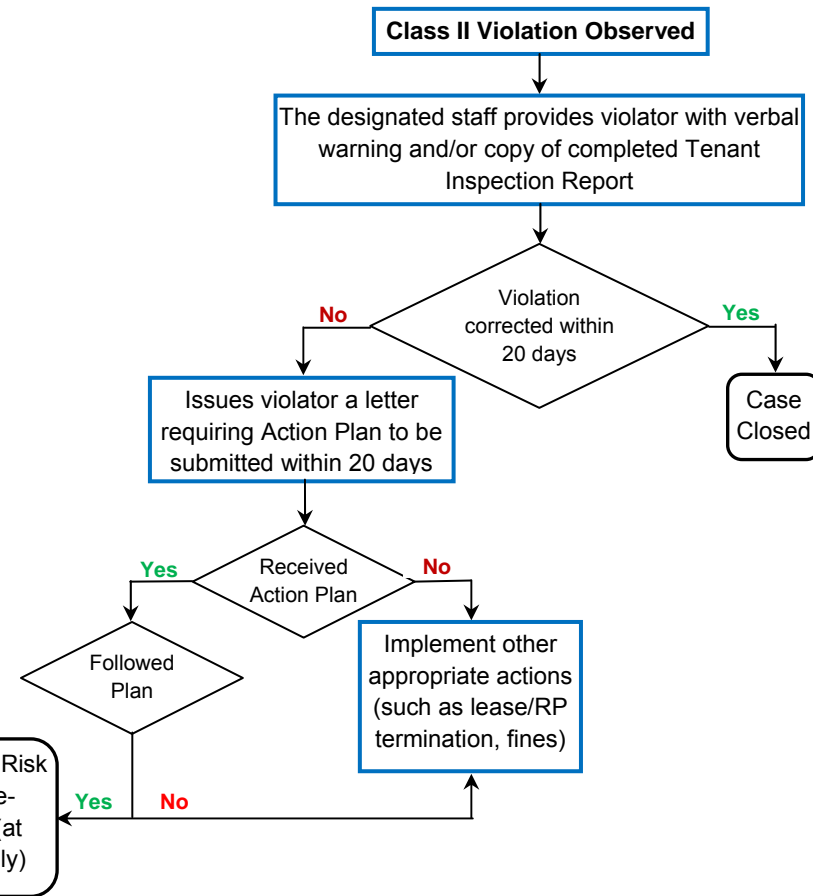 Class II Violation Observed
The designated staff provides violator with verbal
warning and/or copy of completed Tenant
Inspection Report
Violation
corrected within
20 days
No
Yes
Case
Closed
Issues violator a letter
requiring Action Plan to be
submitted within 20 days
Received
Action Plan
Yes
No
Followed
Plan
Implement other
appropriate actions
(such as lease/RP
termination, fines)
Risk
Yes
No